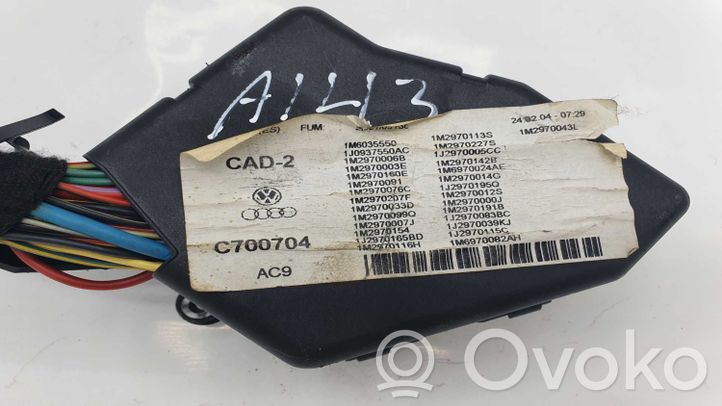 A1413
ES) FUM: 24.02.04 - 07:29
CAD-2
C700704
AC9
1M6035550
1J0937550AC
1M2970006B
1M2970003E
1M2970160E
1M2970091
1M2970076C
1M2970207F
1M2970033D
1M2970099Q
1M2970007J
1M2970154
1J2970165BD
1M2970116H
1M2970113S 1M2970043L
1M2970227S
1J2970005CC
1M2970142B
1M6970024AE
1M2970014G
1J2970195Q
1M2970012S
1M2970000J
1M2970191B
1J2970083BC
1J2970039KJ
1J2970115C
1M6970082AH
Ovoko